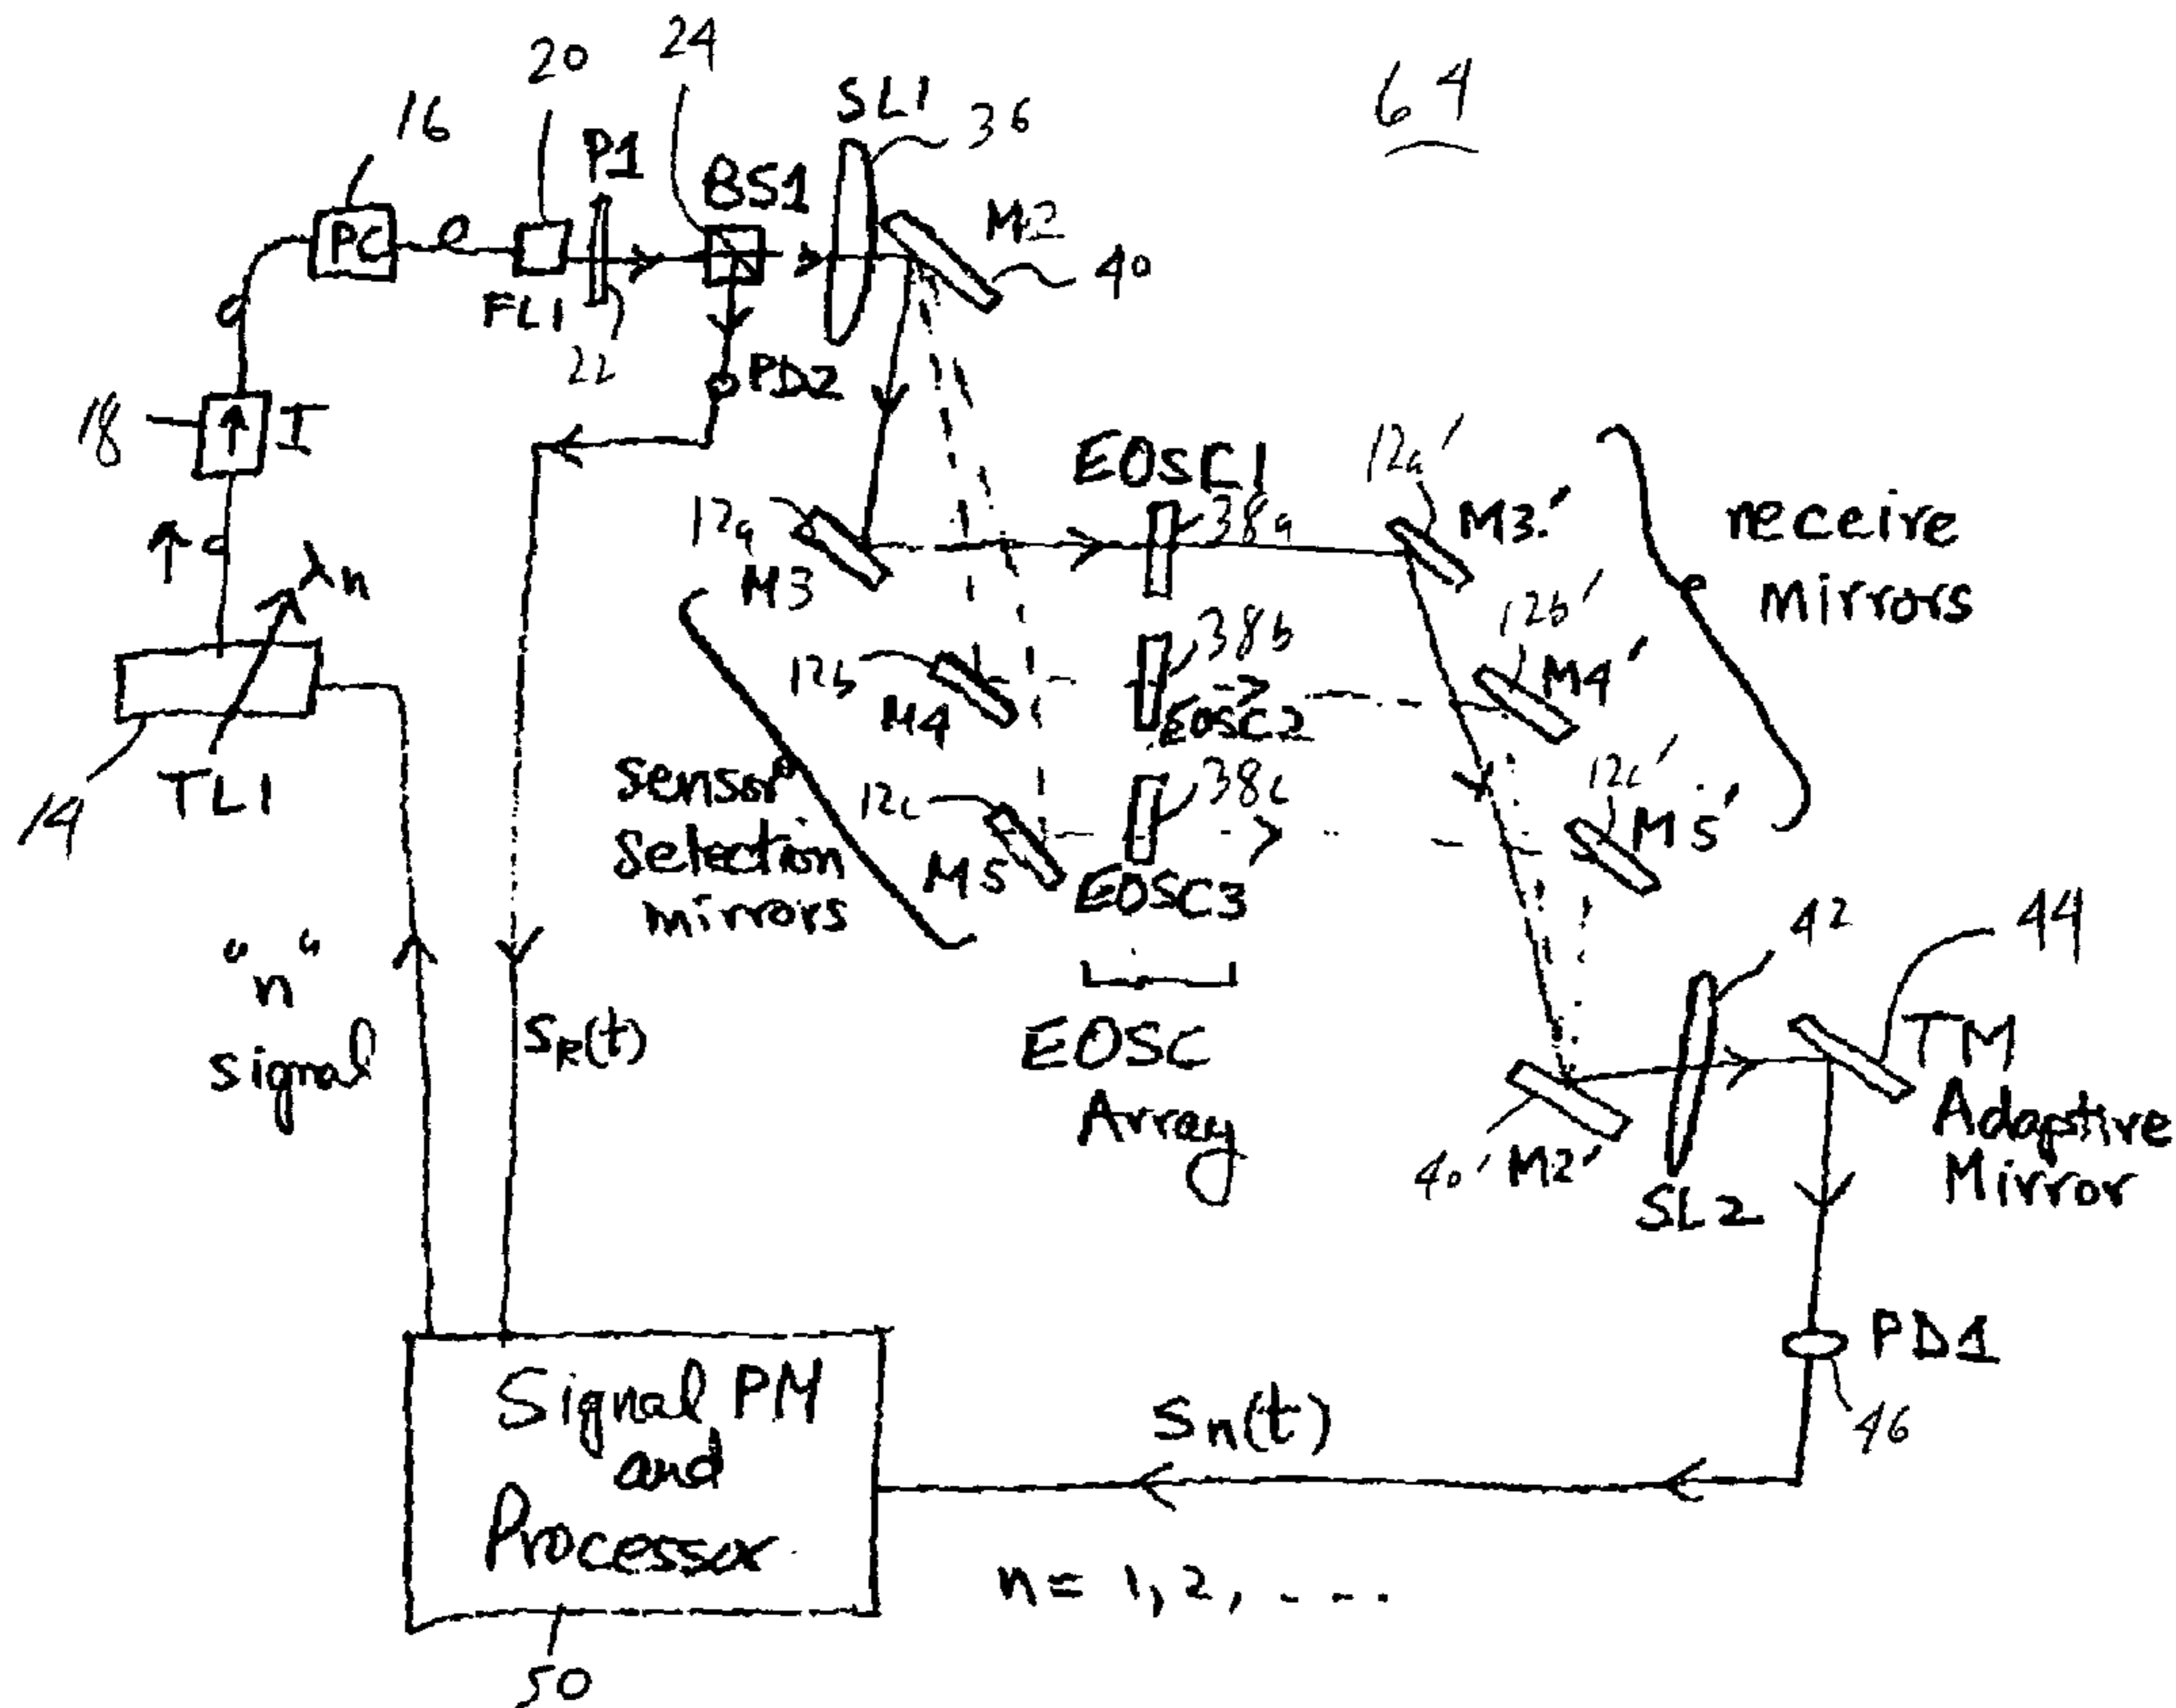 20
24
16
P1
BS1
SL1
36
64
PC
M2
40
FL1
22
PD2
18
I
EOSC1
12a'
12a
38a
M3'
receive
Mirrors
M3
λn
38b
12b'
12b
M4
EOSC2
M4'
14
TL1
sensor
selection
mirrors
12c
38c
12c'
M5
EOSC3
M5'
42
44
"n"
signal
SR(t)
EOSC
Array
TM
Adaptive
Mirror
40'
M2'
SL2
Signal PM
and
Processor
50
Sn(t)
PD1
46
n = 1, 2, ----